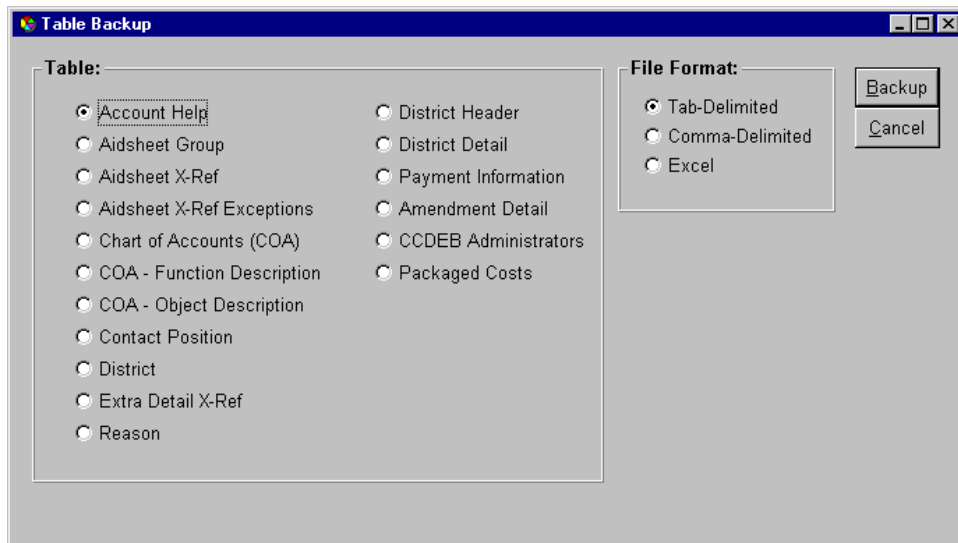 Table Backup
Table:
Account Help
Aidsheet Group
Aidsheet X-Ref
Aidsheet X-Ref Exceptions
Chart of Accounts (COA)
COA - Function Description
COA - Object Description
Contact Position
District
Extra Detail X-Ref
Reason
District Header
District Detail
Payment Information
Amendment Detail
CCDEB Administrators
Packaged Costs
File Format:
Tab-Delimited
Comma-Delimited
Excel
Backup
Cancel